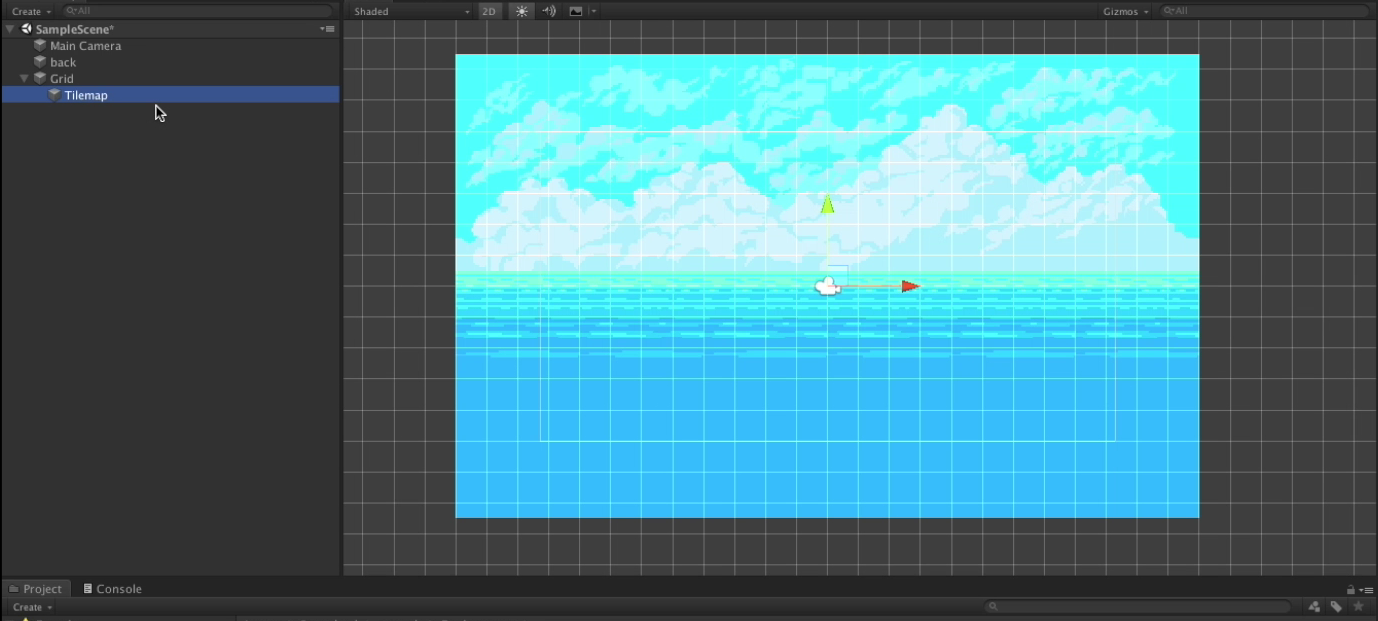 Create All
Shaded 2D Gizmos All
SampleScene*
Main Camera
back
Grid
Tilemap
Project Console
Create